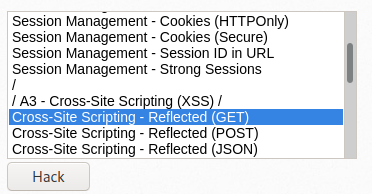 Session Management - Cookies (HTTPOnly)
Session Management - Cookies (Secure)
Session Management - Session ID in URL
Session Management - Strong Sessions
/
/ A3 - Cross-Site Scripting (XSS) /
Cross-Site Scripting - Reflected (GET)
Cross-Site Scripting - Reflected (POST)
Cross-Site Scripting - Reflected (JSON)
Hack